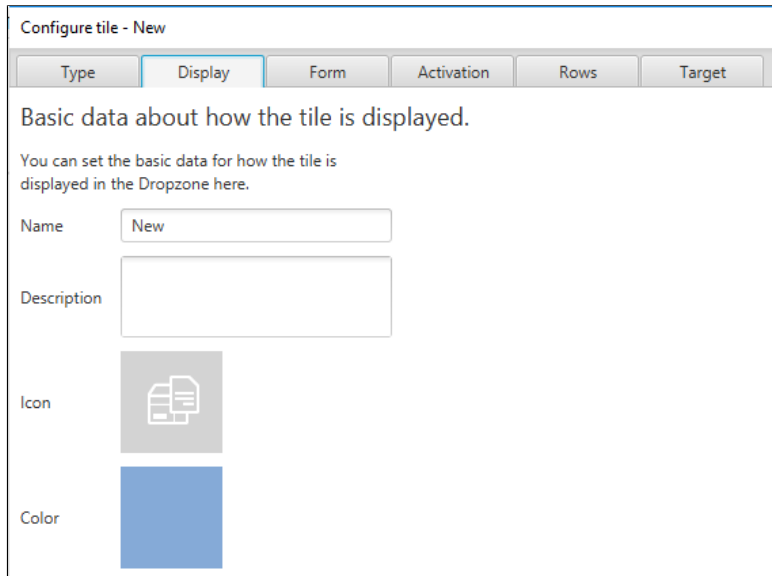 Configure tile - New
Type Display Form Activation Rows Target
Basic data about how the tile is displayed.
You can set the basic data for how the tile is
displayed in the Dropzone here.
Name New
Description
Icon
Color